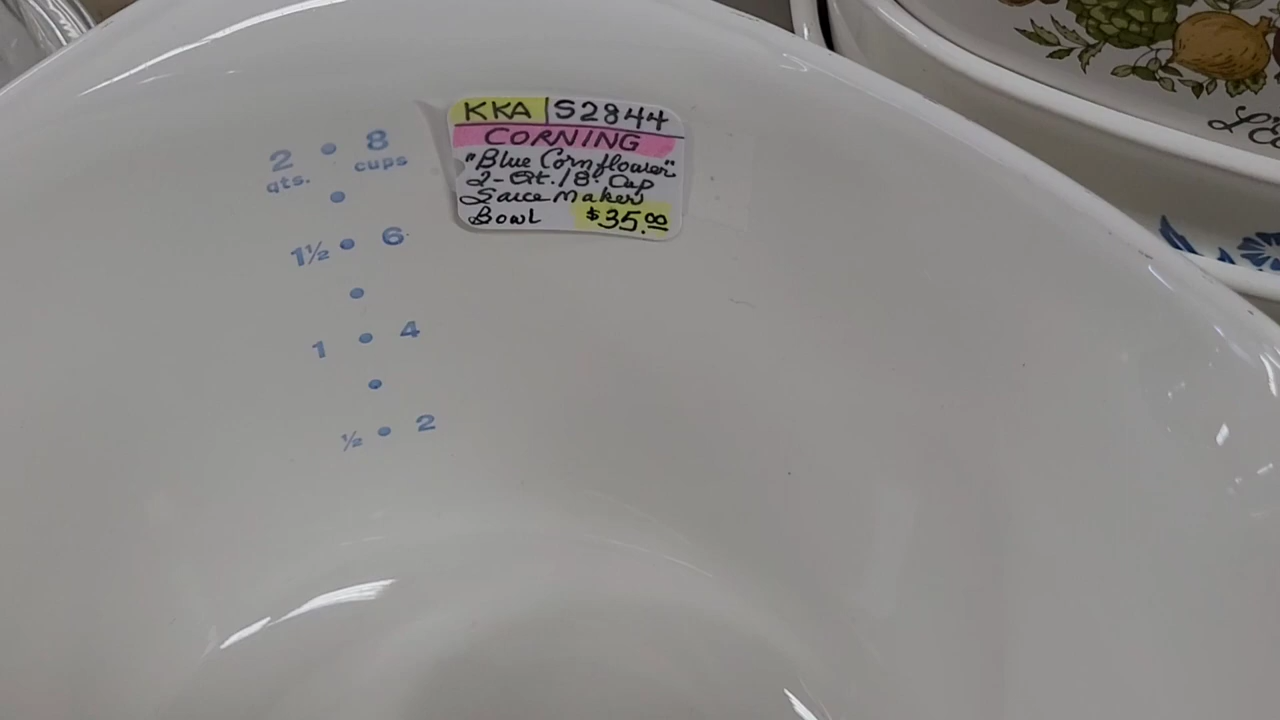 KKA S2844
CORNING
"Blue Cornflower"
2-Qt./8-Cup
Sauce Maker
Bowl $35.00
2 • 8
qts. cups
1½ • 6
1 • 4
½ • 2